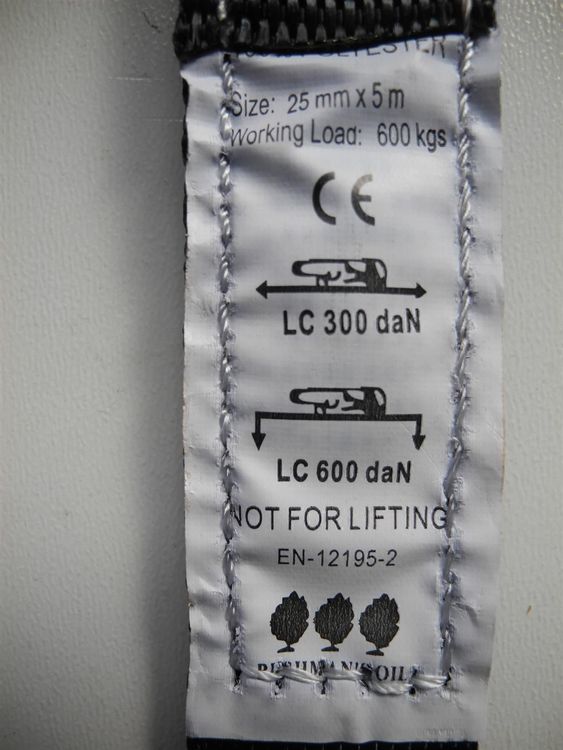 POLYESTER
Size: 25 mm x 5 m
Working Load: 600 kgs
CE
LC 300 daN
LC 600 daN
NOT FOR LIFTING
EN-12195-2